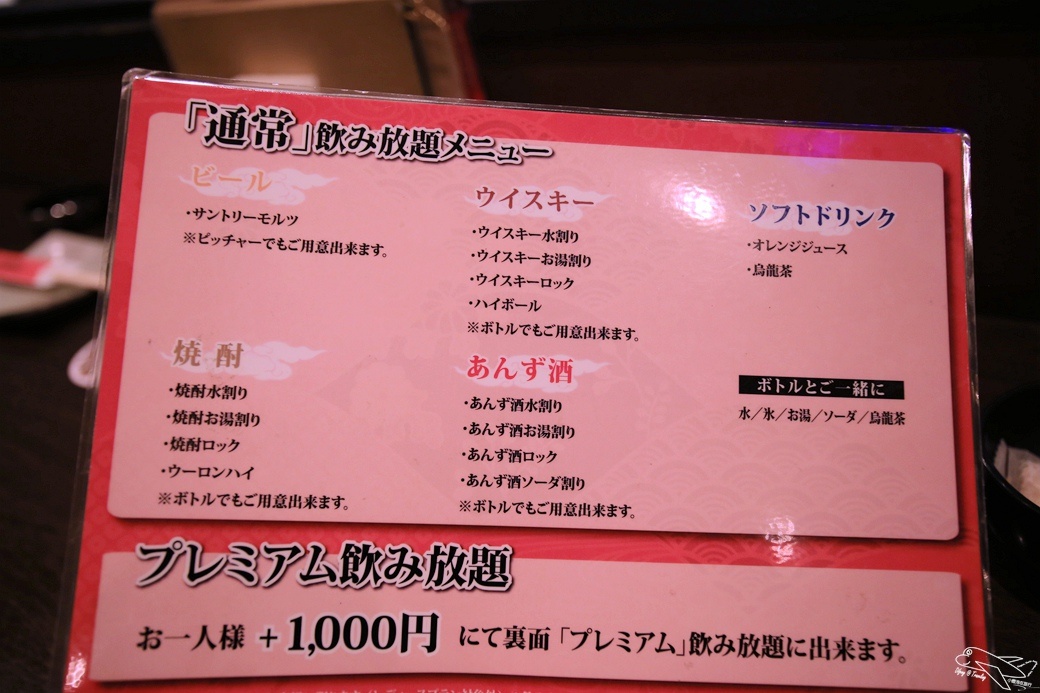 「通常」飲み放題メニュー
ビール
・サントリーモルツ
※ピッチャーでもご用意出来ます。
ウイスキー
・ウイスキー水割り
・ウイスキーお湯割り
・ウイスキーロック
・ハイボール
※ボトルでもご用意出来ます。
ソフトドリンク
・オレンジジュース
・烏龍茶
焼酎
・焼酎水割り
・焼酎お湯割り
・焼酎ロック
・ウーロンハイ
※ボトルでもご用意出来ます。
あんず酒
・あんず酒水割り
・あんず酒お湯割り
・あんず酒ロック
・あんず酒ソーダ割り
※ボトルでもご用意出来ます。
ボトルとご一緒に
水／氷／お湯／ソーダ／烏龍茶
プレミアム飲み放題
お一人様 +1,000円 にて裏面「プレミアム」飲み放題に出来ます。